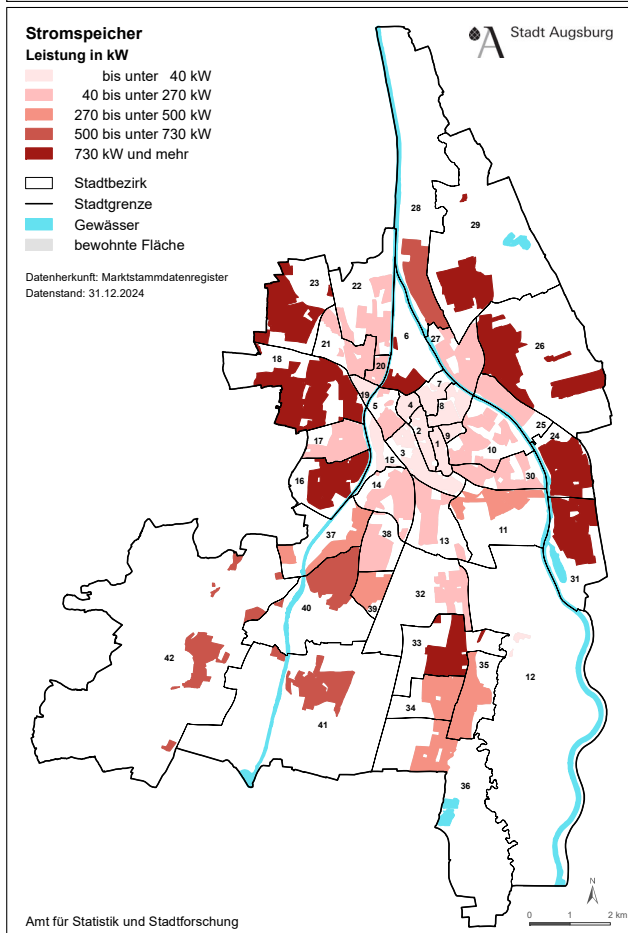 Stromspeicher
Leistung in kW
bis unter 40 kW
40 bis unter 270 kW
270 bis unter 500 kW
500 bis unter 730 kW
730 kW und mehr
Stadtbezirk
Stadtgrenze
Gewässer
bewohnte Fläche
Datenherkunft: Marktstammdatenregister
Datenstand: 31.12.2024
A Stadt Augsburg
28
29
23
22
6
27
26
21
18
20
19
5
4
7
8
2
1
9
3
10
25
24
17
15
16
14
30
11
13
37
38
31
32
40
39
33
35
12
42
34
41
36
N
0 1 2 km
Amt für Statistik und Stadtforschung